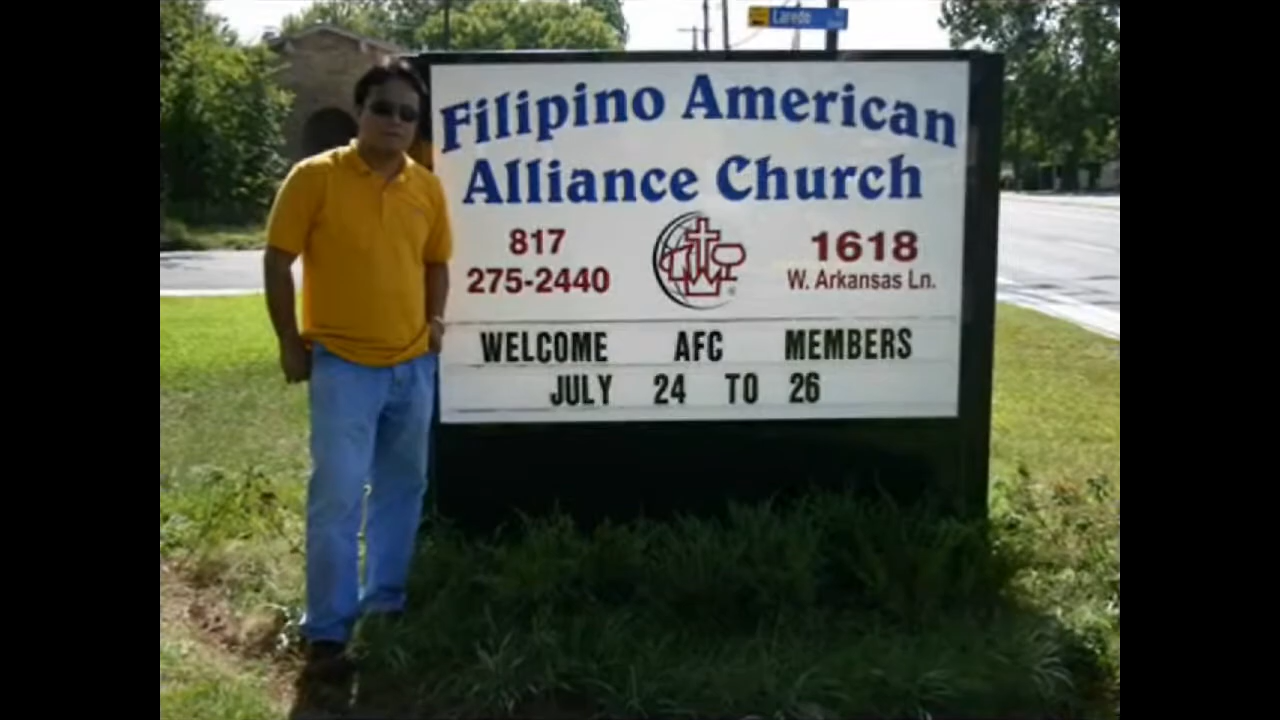 Laredo
Filipino American
Alliance Church
817
275-2440
1618
W. Arkansas Ln.
®
WELCOME AFC MEMBERS
JULY 24 TO 26